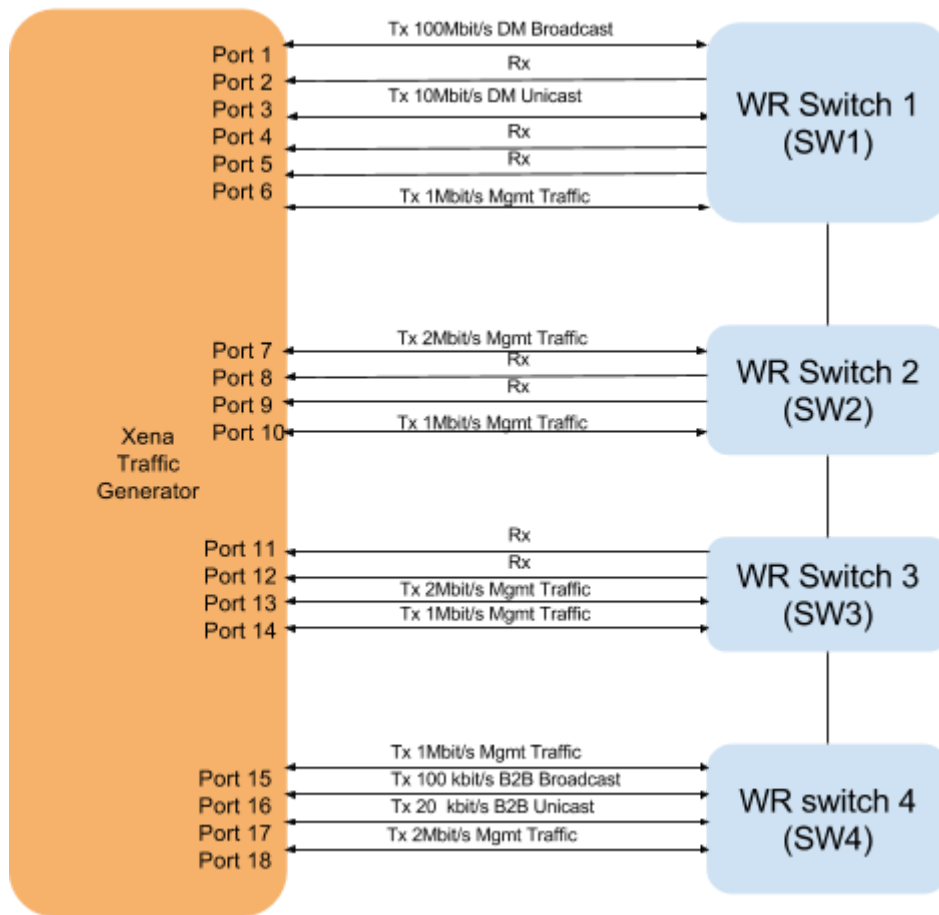 Tx 100Mbit/s DM Broadcast
Port 1
Rx
Port 2
Tx 10Mbit/s DM Unicast
Port 3
Rx
Port 4
Rx
Port 5
Tx 1Mbit/s Mgmt Traffic
Port 6
WR Switch 1
(SW1)
Tx 2Mbit/s Mgmt Traffic
Port 7
Rx
Port 8
Rx
Port 9
Tx 1Mbit/s Mgmt Traffic
Port 10
WR Switch 2
(SW2)
Xena
Traffic
Generator
Rx
Port 11
Rx
Port 12
Tx 2Mbit/s Mgmt Traffic
Port 13
Tx 1Mbit/s Mgmt Traffic
Port 14
WR Switch 3
(SW3)
Tx 1Mbit/s Mgmt Traffic
Port 15
Tx 100 kbit/s B2B Broadcast
Port 16
Tx 20 kbit/s B2B Unicast
Port 17
Tx 2Mbit/s Mgmt Traffic
Port 18
WR switch 4
(SW4)